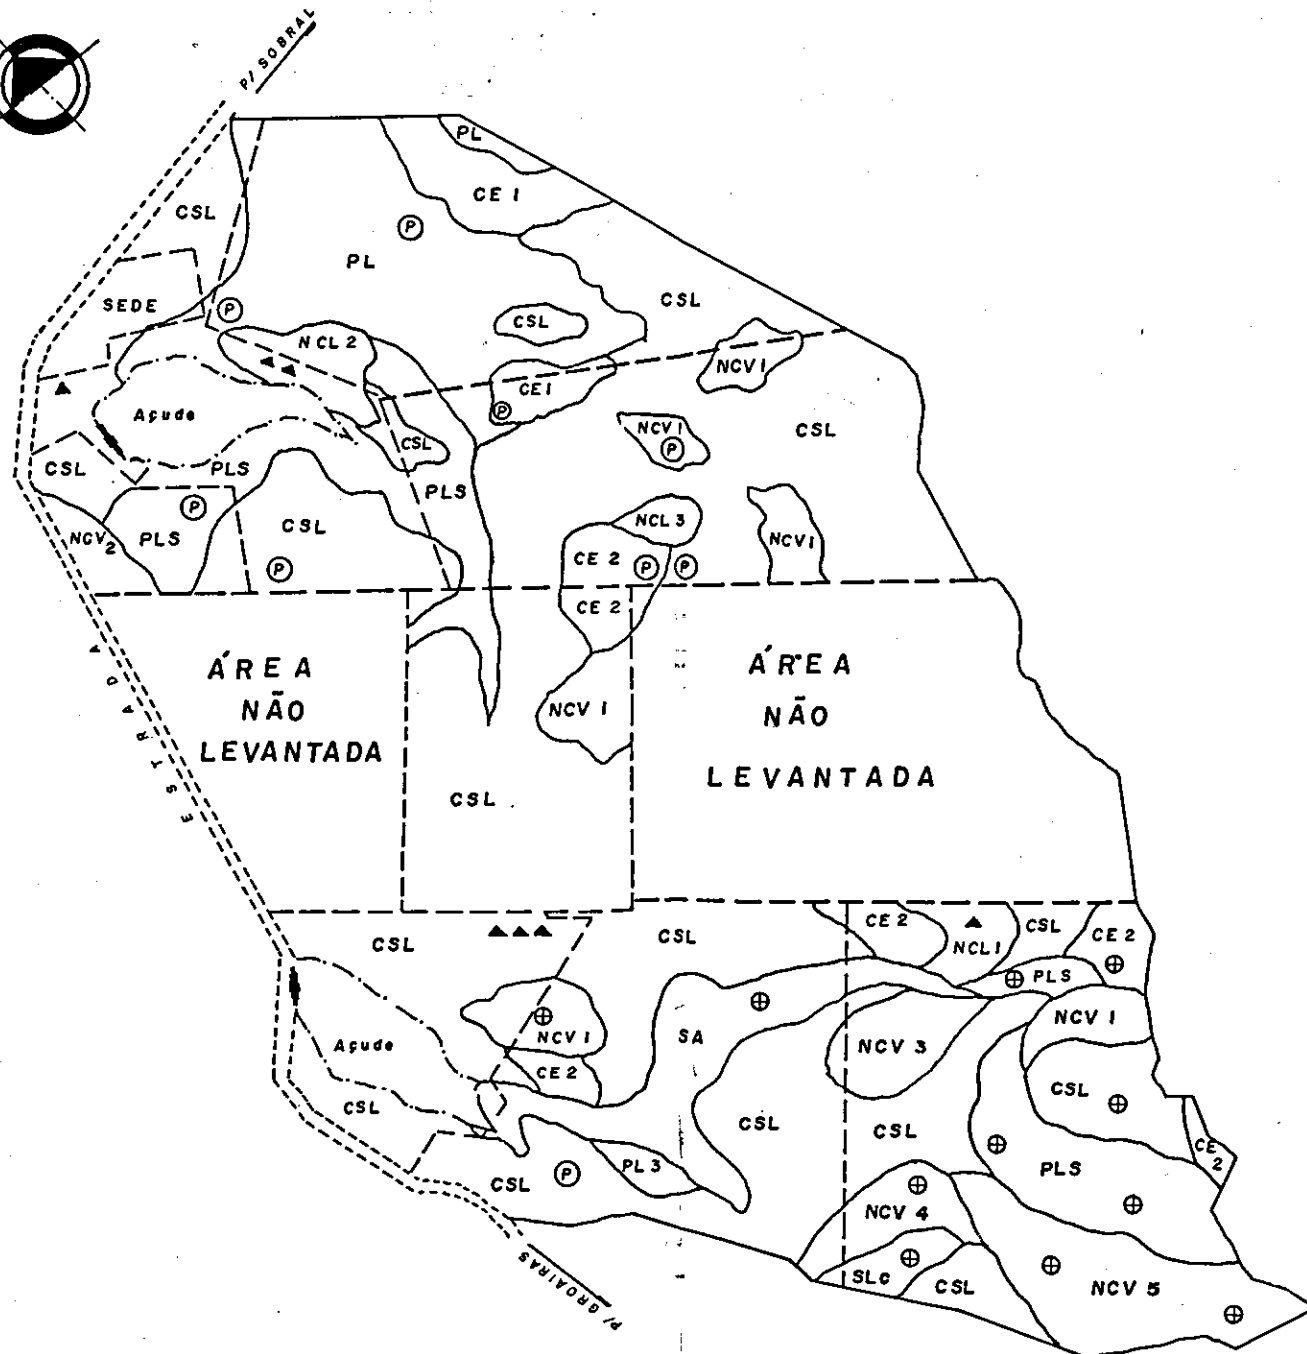 P/ SOBRAL
PL
CE 1
CSL
P
PL
CSL
SEDE
P
CSL
NCL 2
NCV 1
CE 1
Açude
P
NCV 1
CSL
CSL
P
CSL
PLS
PLS
P
NCL 3
CSL
NCV 2
PLS
NCV 1
CE 2
P
P
P
CE 2
ÁREA
NÃO
LEVANTADA
ÁREA
NÃO
LEVANTADA
NCV 1
ESTRADA
CSL
CE 2
CSL
CSL
CSL
NCL 1
CE 2
PLS
NCV 1
NCV 1
SA
Açude
NCV 3
CE 2
CSL
CSL
CSL
CSL
CE 2
PL 3
PLS
P
CSL
NCV 4
SLc
CSL
NCV 5
P/ GROAIRAS